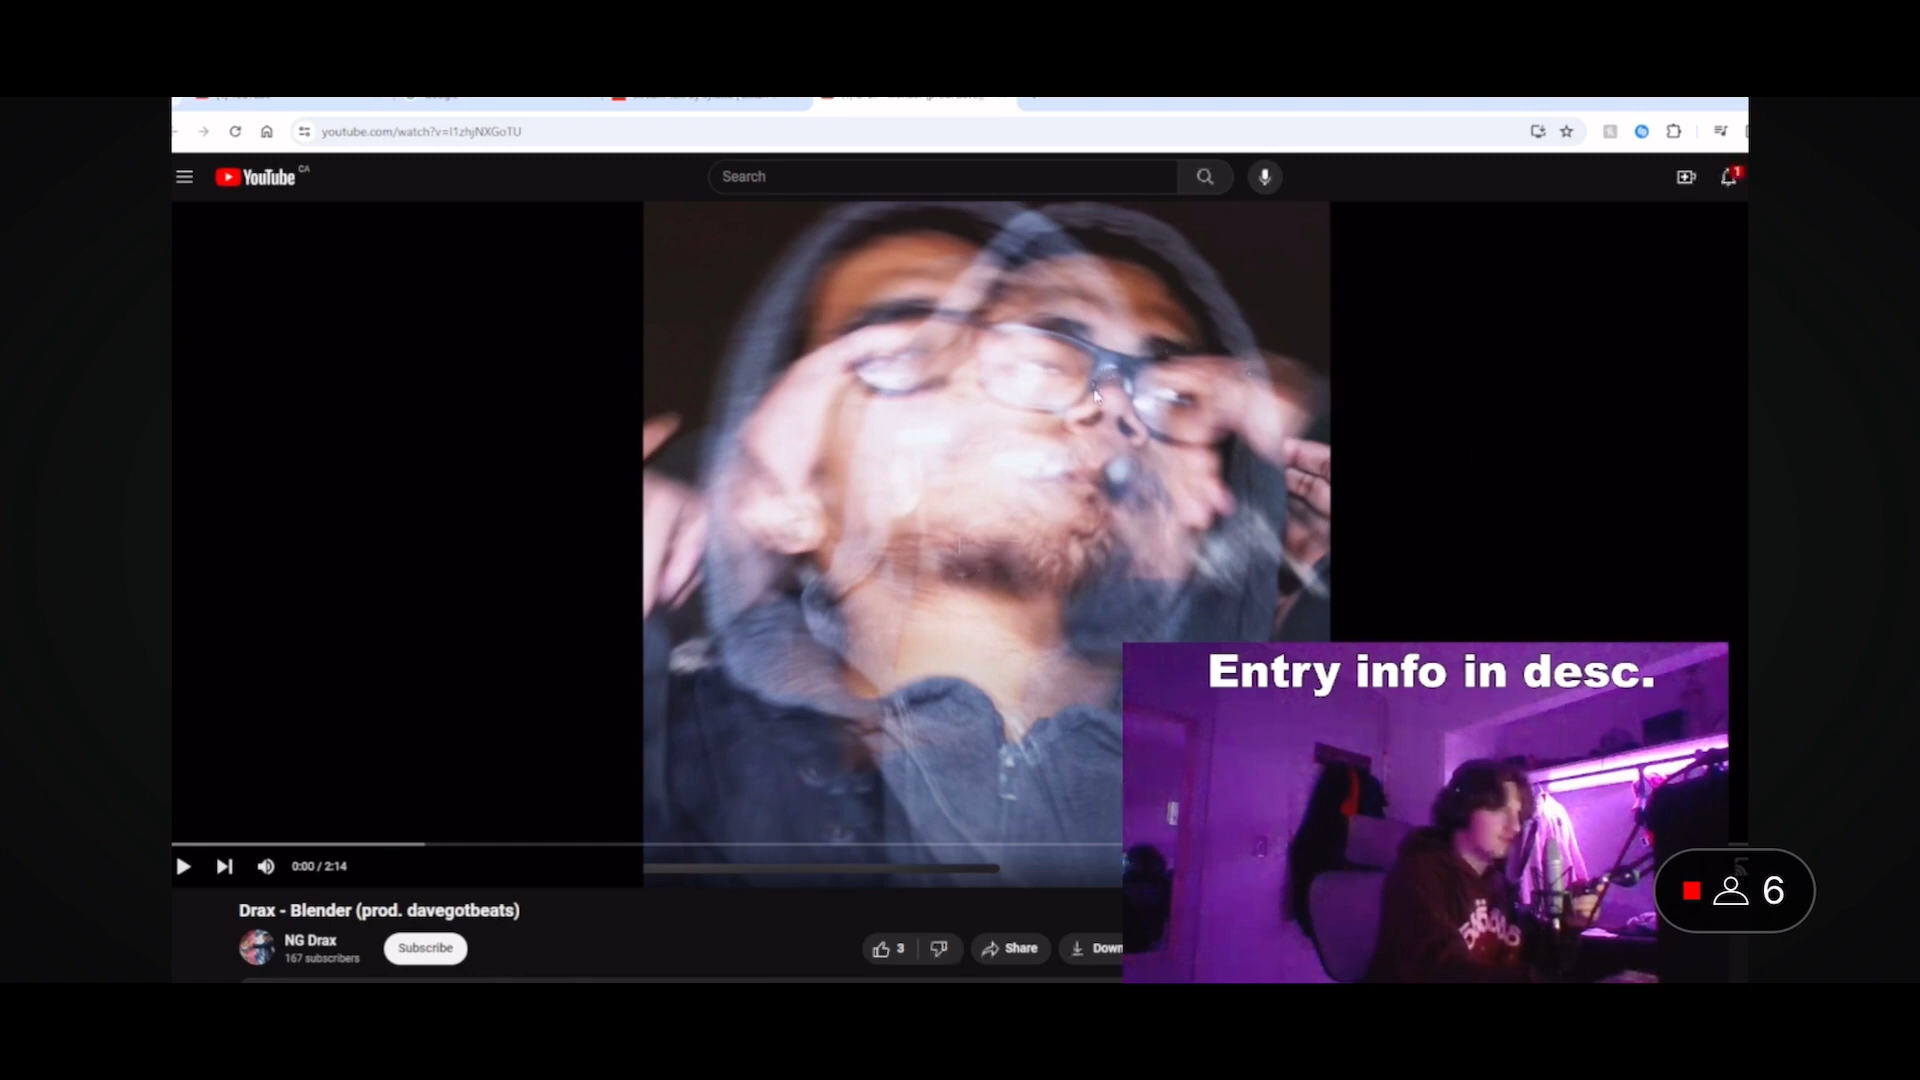 youtube.com/watch?v=I1zhjNXGoTU
YouTube CA
Search
1
Entry info in desc.
0:00 / 2:14
6
Drax - Blender (prod. davegotbeats)
NG Drax
167 subscribers
Subscribe
3
Share
Down